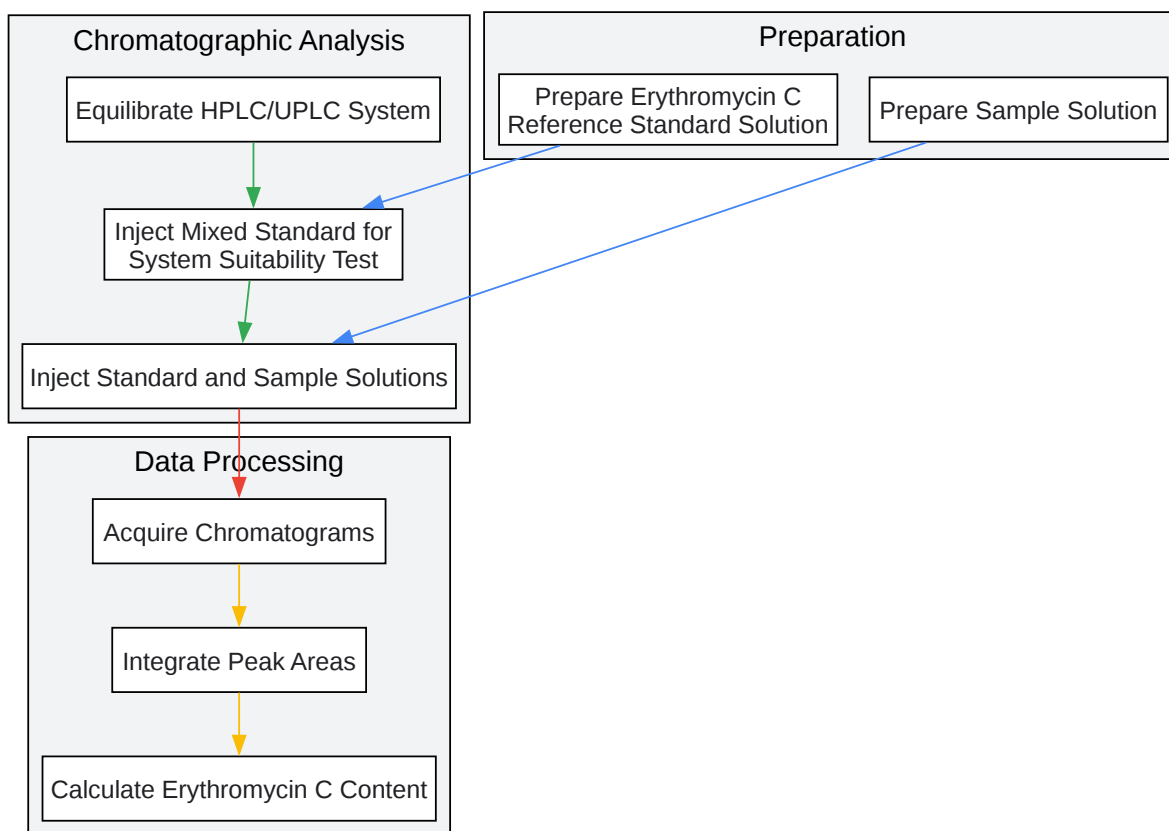 Chromatographic Analysis
Equilibrate HPLC/UPLC System
Inject Mixed Standard for
System Suitability Test
Inject Standard and Sample Solutions
Preparation
Prepare Erythromycin C
Reference Standard Solution
Prepare Sample Solution
Data Processing
Acquire Chromatograms
Integrate Peak Areas
Calculate Erythromycin C Content